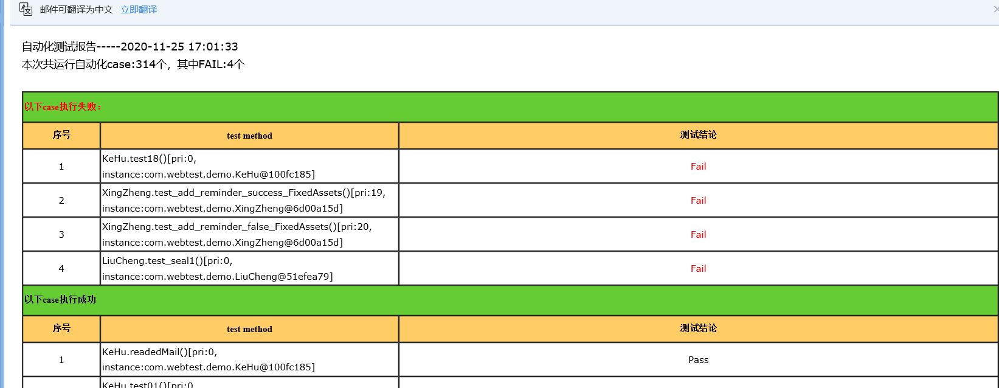 邮件可翻译为中文 立即翻译
自动化测试报告-----2020-11-25 17:01:33
本次共运行自动化case:314个，其中FAIL:4个
以下case执行失败：
序号 test method 测试结论
1 KeHu.test18()[pri:0, Fail
instance:com.webtest.demo.KeHu@100fc185]
2 XingZheng.test_add_reminder_success_FixedAssets()[pri:19, Fail
instance:com.webtest.demo.XingZheng@6d00a15d]
3 XingZheng.test_add_reminder_false_FixedAssets()[pri:20, Fail
instance:com.webtest.demo.XingZheng@6d00a15d]
4 LiuCheng.test_seal1()[pri:0, Fail
instance:com.webtest.demo.LiuCheng@51efea79]
以下case执行成功
序号 test method 测试结论
1 KeHu.readedMail()[pri:0, Pass
instance:com.webtest.demo.KeHu@100fc185]
KeHu.test01()[pri:0,